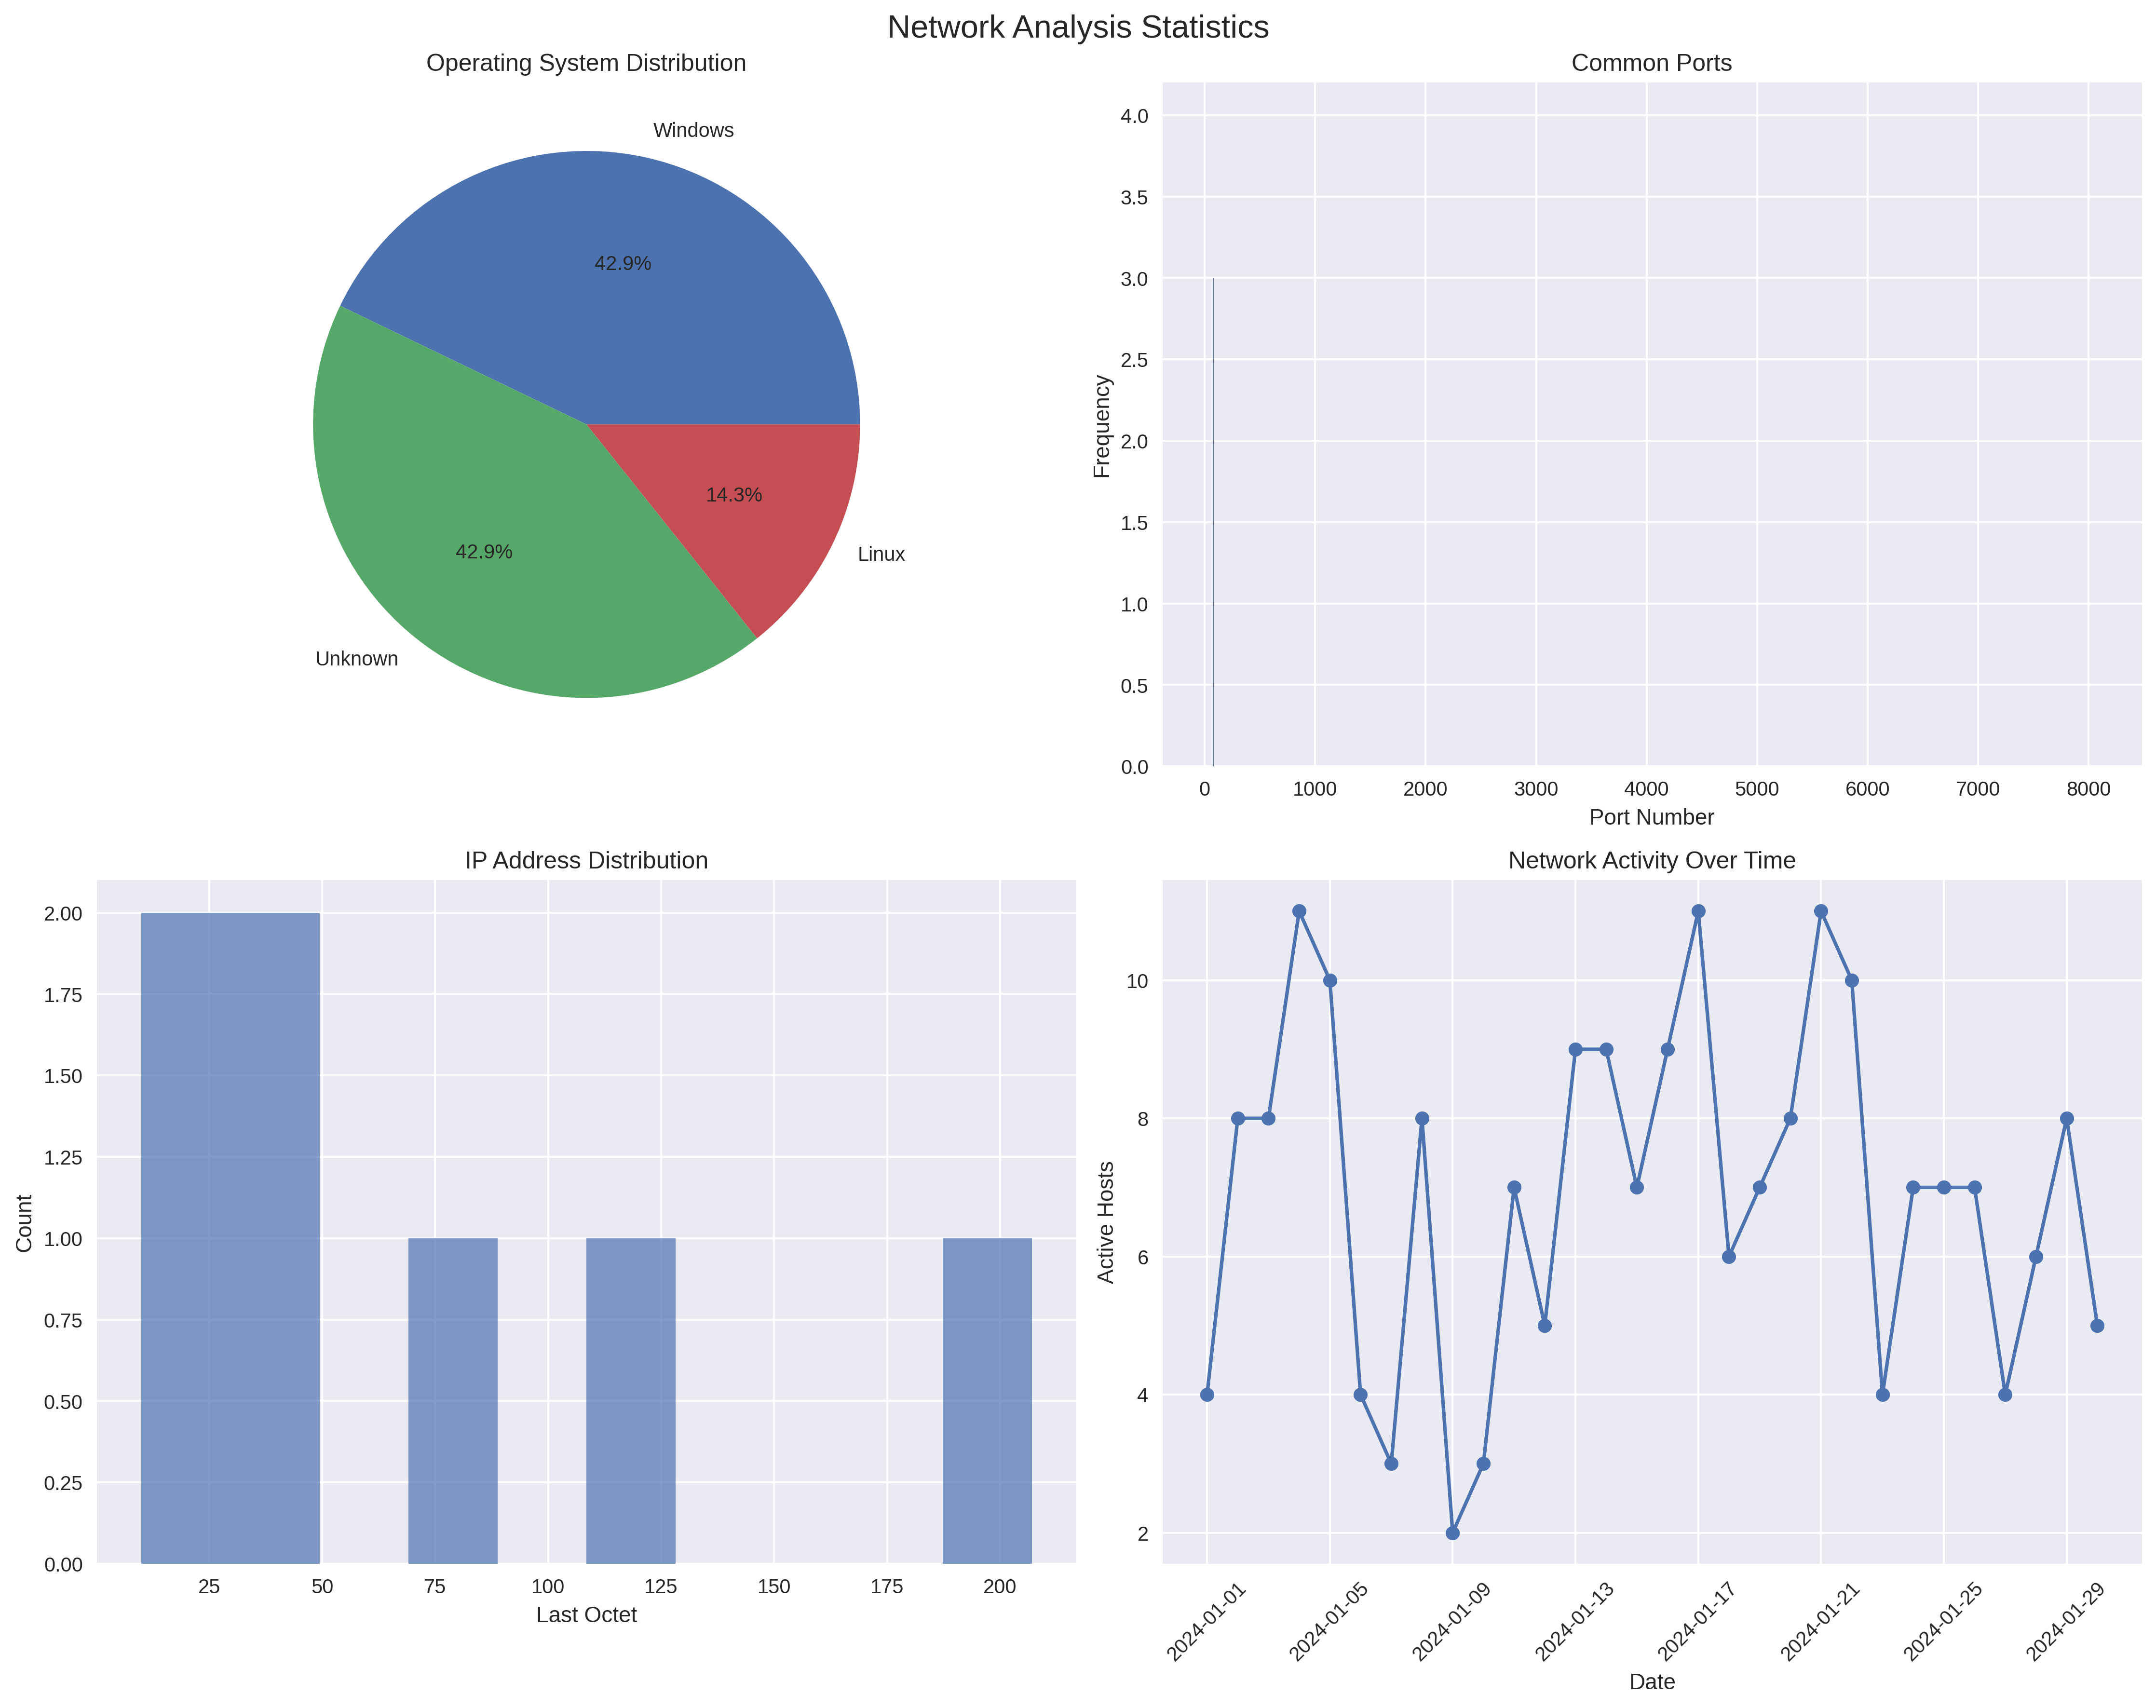 Network Analysis Statistics
Operating System Distribution
Windows
42.9%
42.9%
14.3%
Linux
Unknown
Common Ports
4.0
3.5
3.0
2.5
2.0
1.5
1.0
0.5
0.0
Frequency
0 1000 2000 3000 4000 5000 6000 7000 8000
Port Number
IP Address Distribution
2.00
1.75
1.50
1.25
1.00
0.75
0.50
0.25
0.00
Count
25 50 75 100 125 150 175 200
Last Octet
Network Activity Over Time
10
8
6
4
2
Active Hosts
2024-01-01 2024-01-05 2024-01-09 2024-01-13 2024-01-17 2024-01-21 2024-01-25 2024-01-29
Date